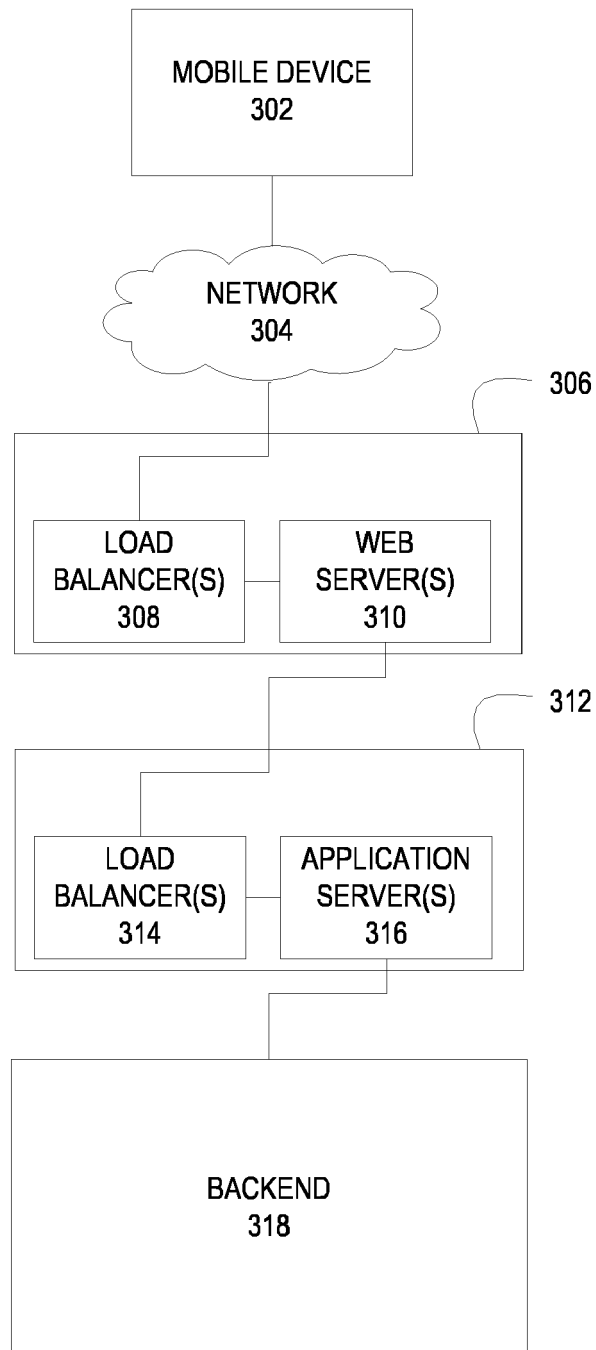 MOBILE DEVICE
302
NETWORK
304
306
LOAD
BALANCER(S)
308
WEB
SERVER(S)
310
312
LOAD
BALANCER(S)
314
APPLICATION
SERVER(S)
316
BACKEND
318